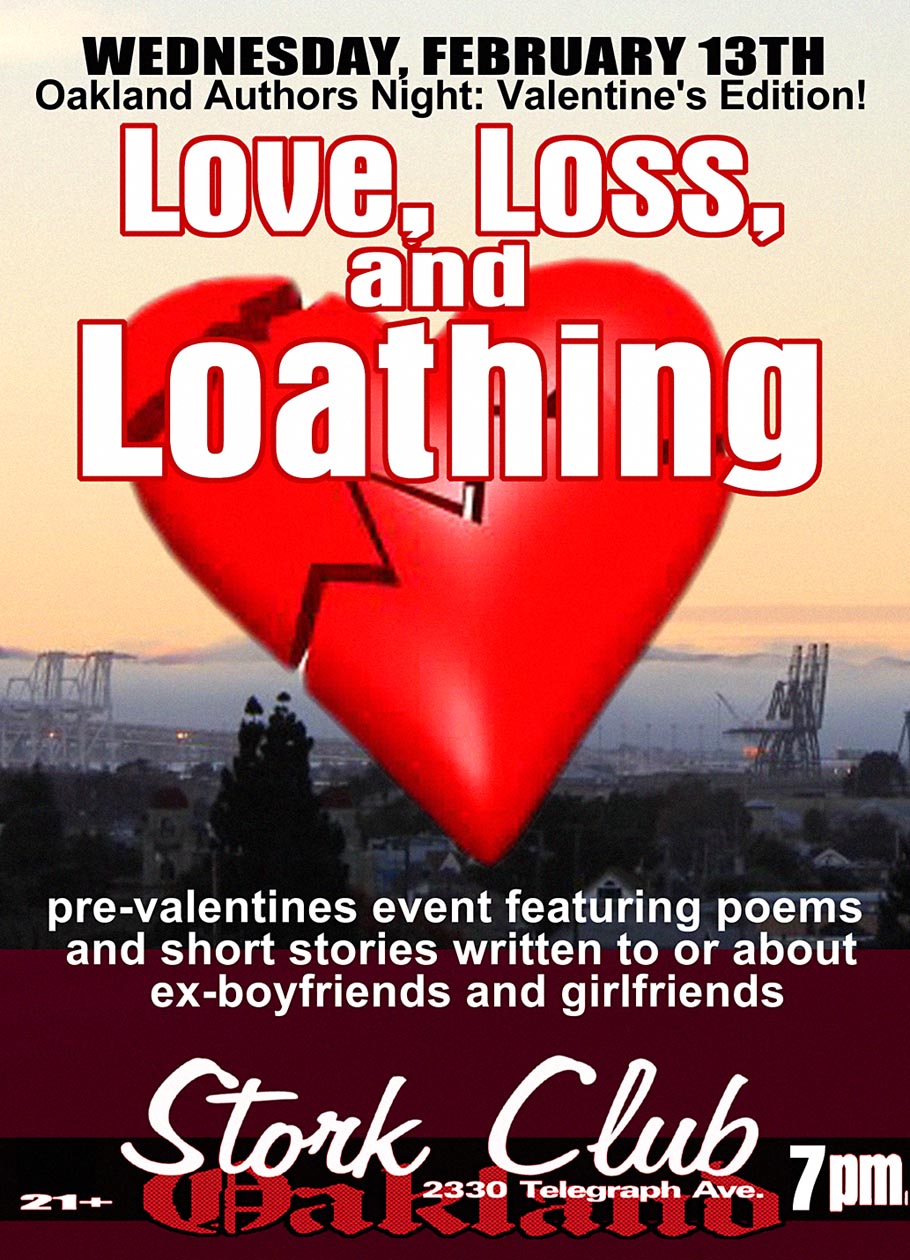 WEDNESDAY, FEBRUARY 13TH
Oakland Authors Night: Valentine's Edition!
Love, Loss,
and
Loathing
pre-valentines event featuring poems
and short stories written to or about
ex-boyfriends and girlfriends
Stork Club
7pm.
21+
2330 Telegraph Ave.
Oakland